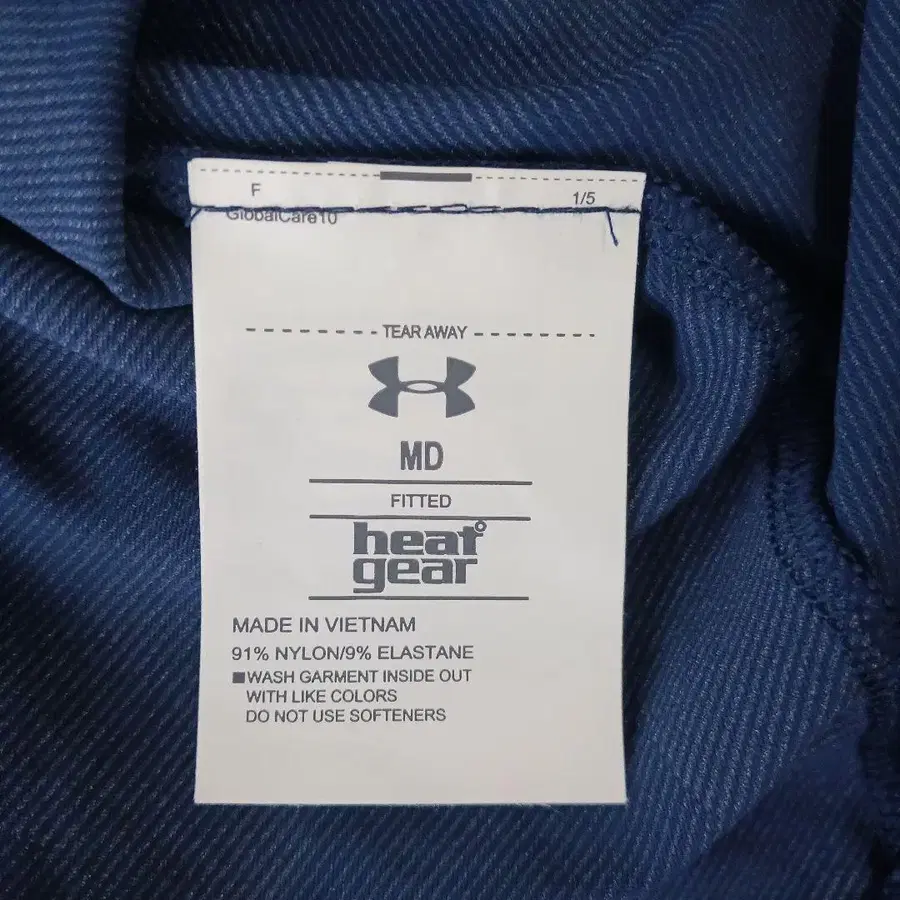 F
1/5
GlobalCare10
TEAR AWAY
MD
FITTED
heat
gear
MADE IN VIETNAM
91% NYLON/9% ELASTANE
WASH GARMENT INSIDE OUT
WITH LIKE COLORS
DO NOT USE SOFTENERS